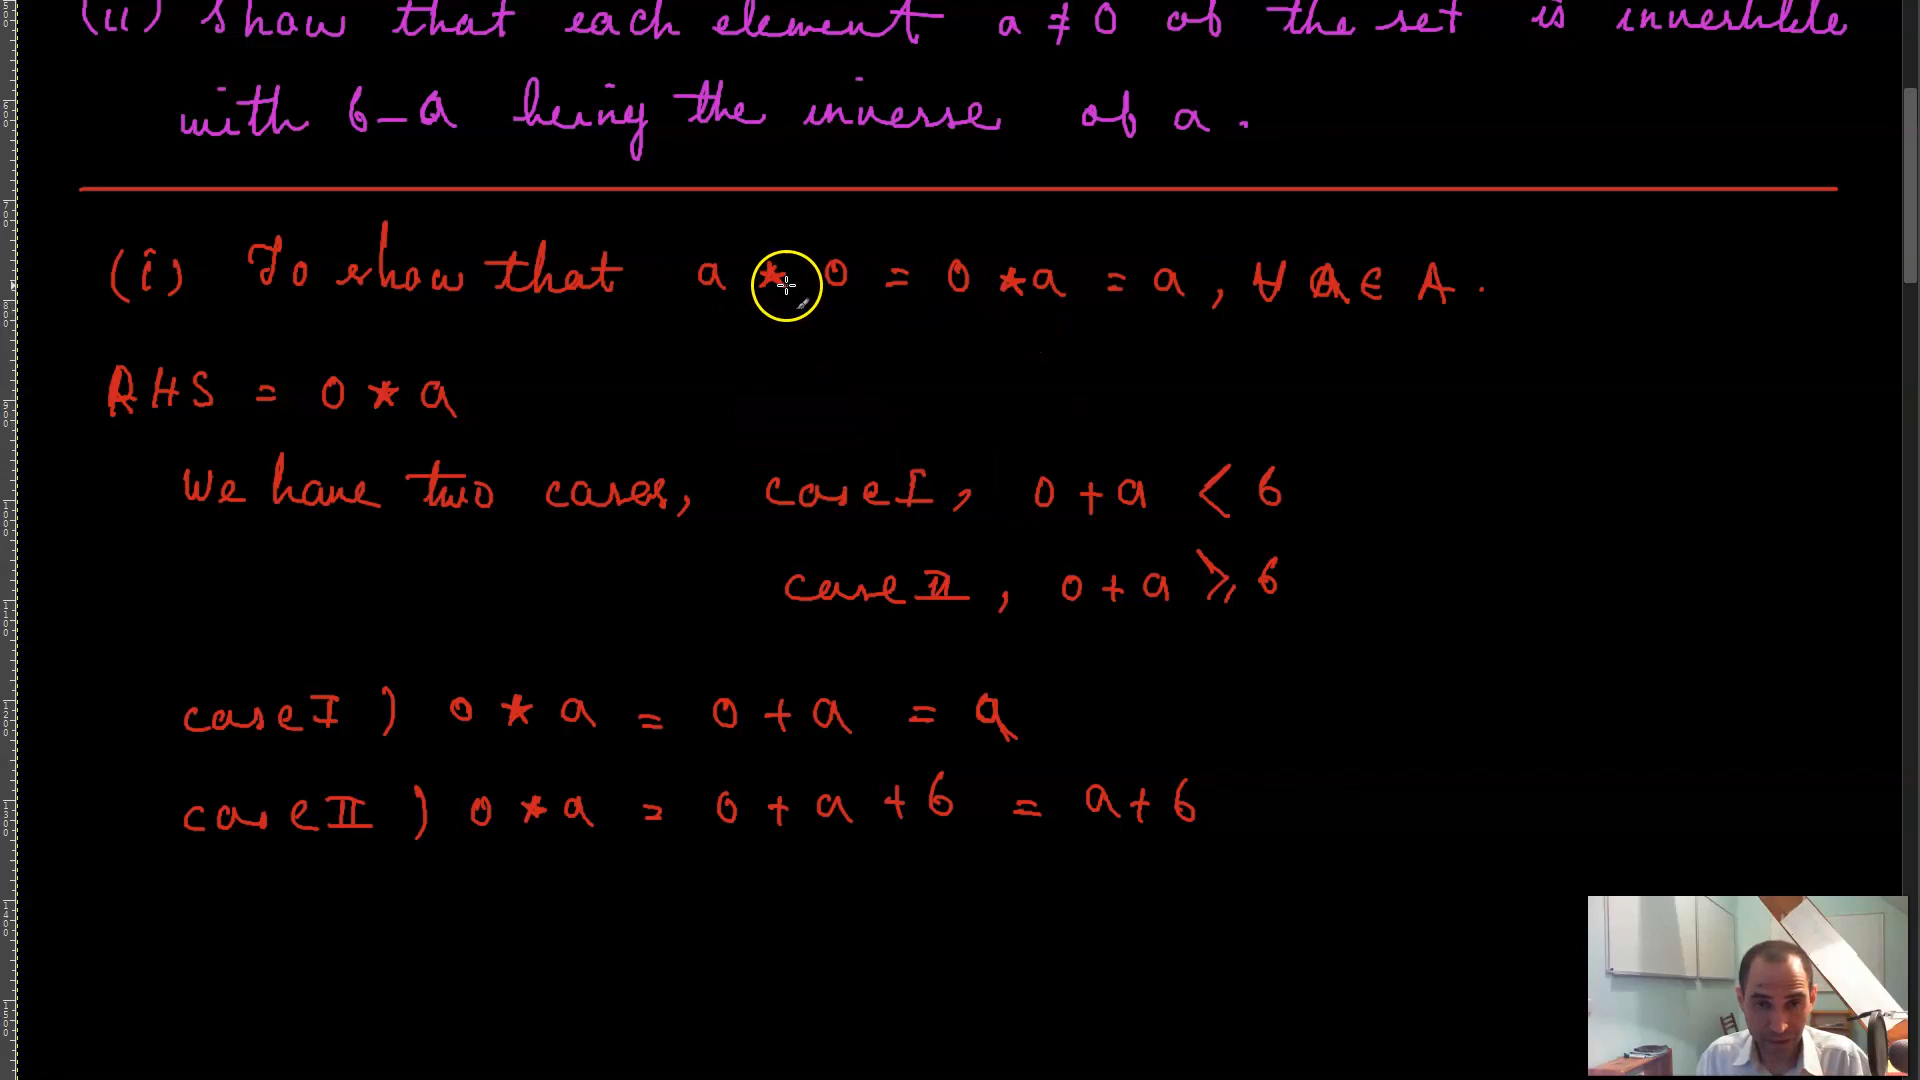 (ii) show that each element a ≠ 0 of the set is invertible
with 6 - a being the inverse of a.
(i) To show that a ★ 0 = 0 ★ a = a, ∀ a ∈ A.
RHS = 0 ★ a
We have two cases, case I, 0 + a < 6
case II, 0 + a ⩾ 6
case I ) 0 ★ a = 0 + a = a
case II ) 0 ★ a = 0 + a + 6 = a + 6